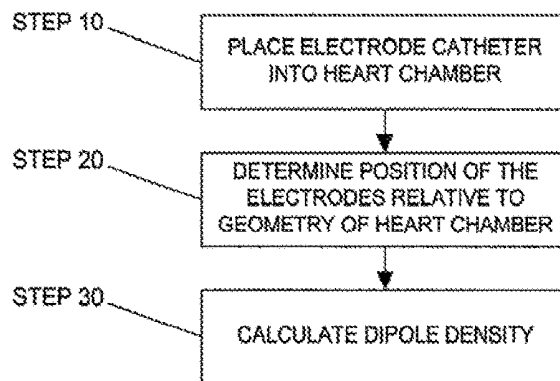 STEP 10
PLACE ELECTRODE CATHETER
INTO HEART CHAMBER
STEP 20
DETERMINE POSITION OF THE
ELECTRODES RELATIVE TO
GEOMETRY OF HEART CHAMBER
STEP 30
CALCULATE DIPOLE DENSITY